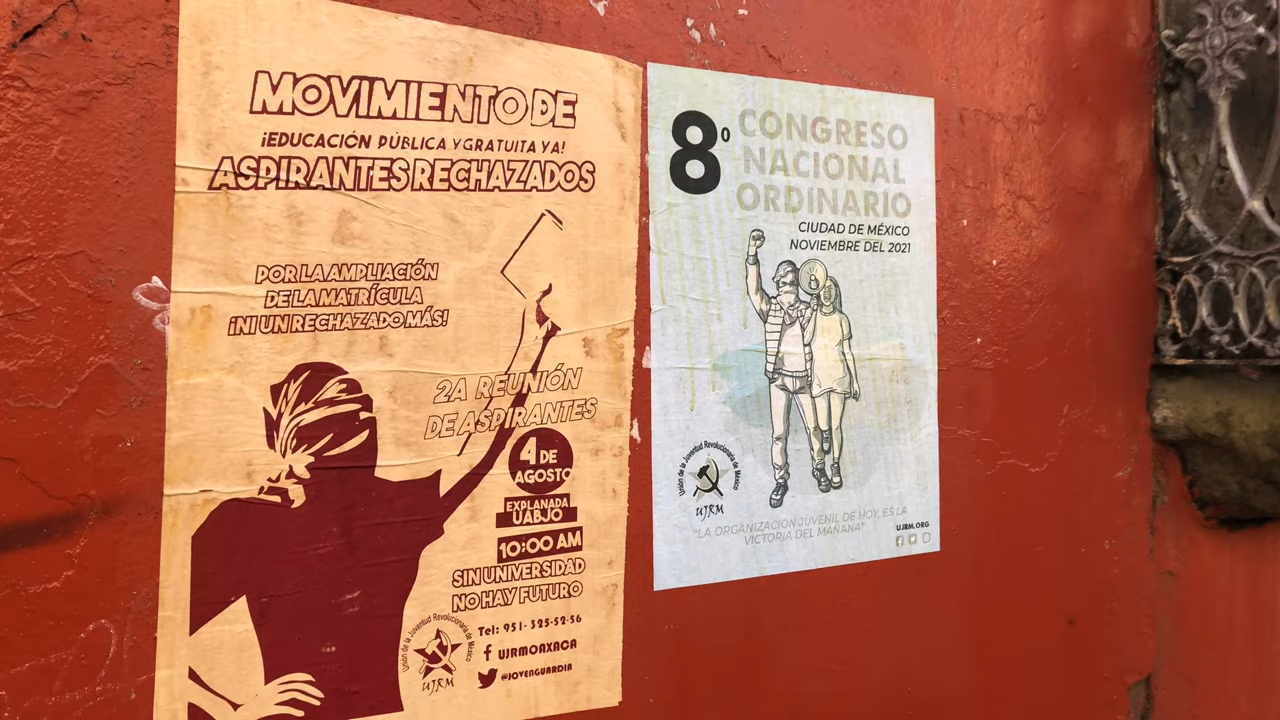 MOVIMIENTO DE
¡EDUCACIÓN PÚBLICA Y GRATUITA YA!
ASPIRANTES RECHAZADOS
POR LA AMPLIACIÓN
DE LA MATRÍCULA
¡NI UN RECHAZADO MÁS!
2A REUNIÓN
DE ASPIRANTES
4 DE
AGOSTO
EXPLANADA
UABJO
10:00 AM
SIN UNIVERSIDAD
NO HAY FUTURO
Tel: 951-325-52-56
UJRMOAXACA
@JOVENGUARDIA
Unión de la Juventud Revolucionaria de México
UJRM
8º CONGRESO
NACIONAL
ORDINARIO
CIUDAD DE MÉXICO
NOVIEMBRE DEL 2021
Unión de la Juventud Revolucionaria de México
UJRM
"LA ORGANIZACIÓN JUVENIL DE HOY, ES LA
VICTORIA DEL MAÑANA"
UJRM.ORG